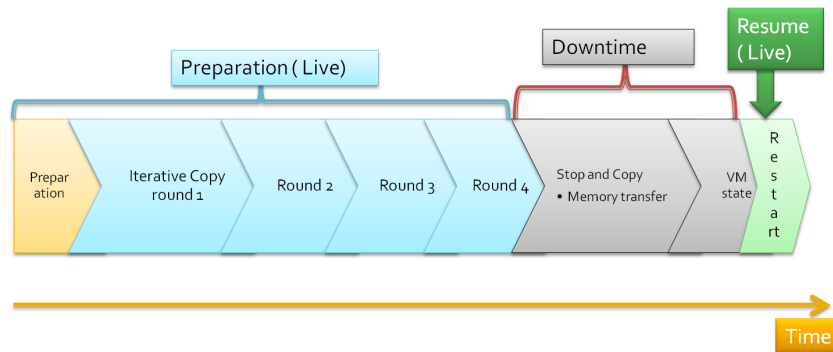 Preparation ( Live)
Downtime
Resume
( Live)
Prepar
ation
Iterative Copy
round 1
Round 2
Round 3
Round 4
Stop and Copy
• Memory transfer
VM
state
R
e
s
t
a
rt
Time